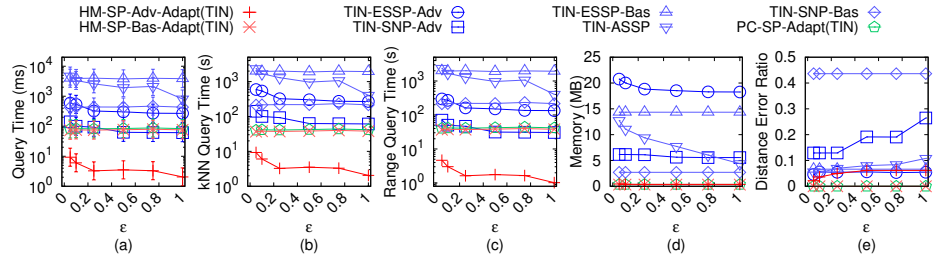 HM-SP-Adv-Adapt(TIN) TIN-ESSP-Adv TIN-ESSP-Bas TIN-SNP-Bas
HM-SP-Bas-Adapt(TIN) TIN-SNP-Adv TIN-ASSP PC-SP-Adapt(TIN)
Query Time (ms)
10^4
10^3
10^2
10^1
10^0
0 0.2 0.4 0.6 0.8 1
ε
(a)
kNN Query Time (s)
10^3
10^2
10^1
10^0
0 0.2 0.4 0.6 0.8 1
ε
(b)
Range Query Time (s)
10^3
10^2
10^1
10^0
0 0.2 0.4 0.6 0.8 1
ε
(c)
Memory (MB)
25
20
15
10
5
0
0 0.2 0.4 0.6 0.8 1
ε
(d)
Distance Error Ratio
0.5
0.4
0.3
0.2
0.1
0
0 0.2 0.4 0.6 0.8 1
ε
(e)